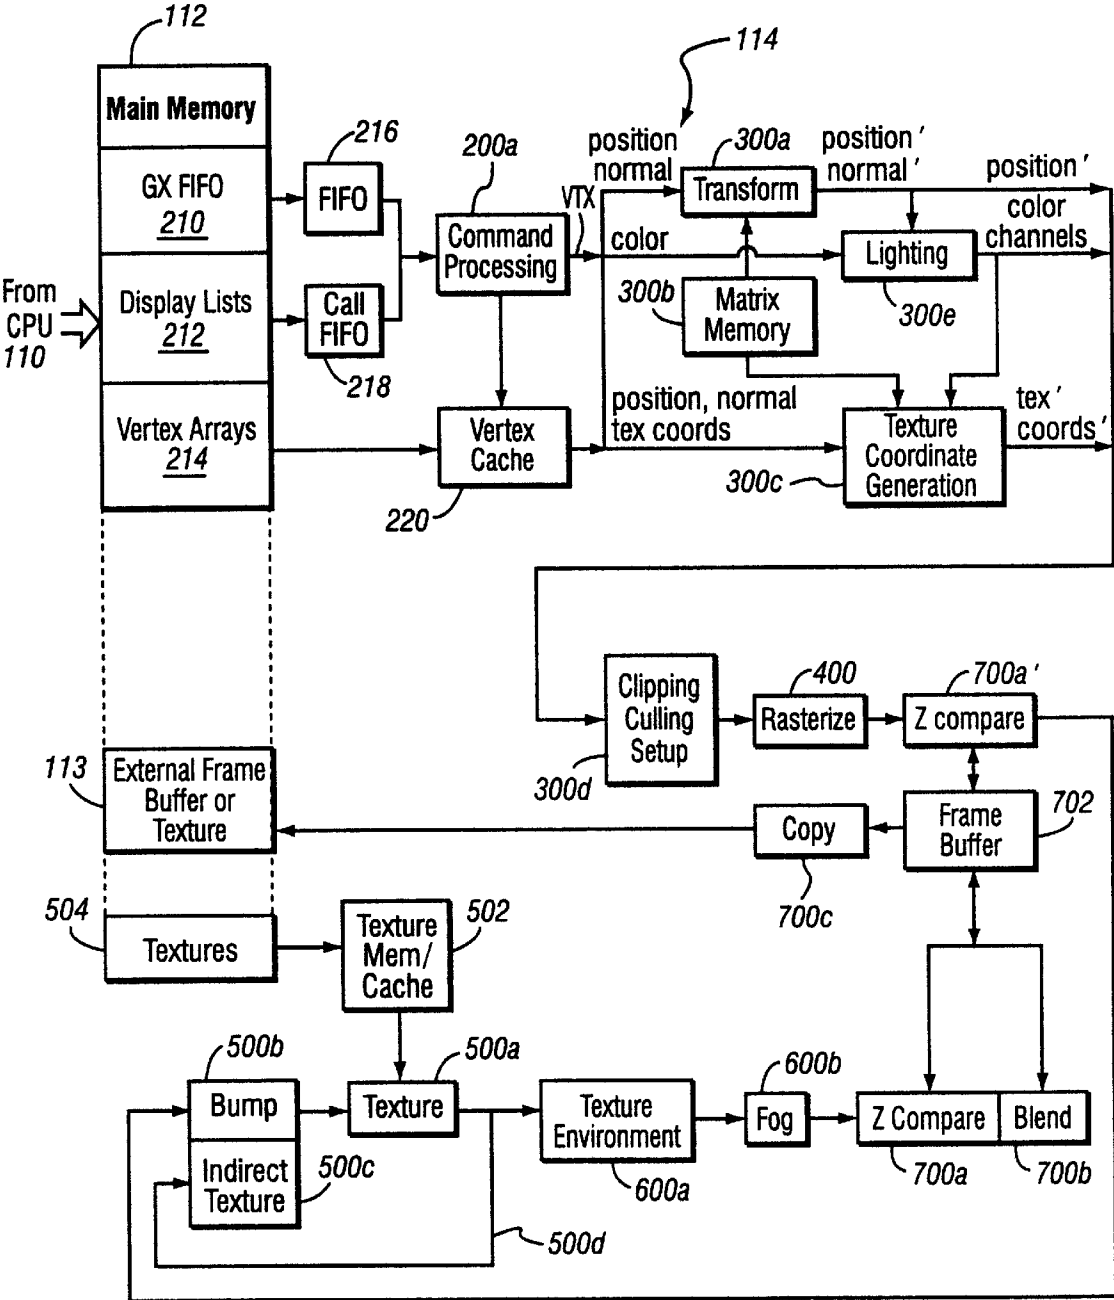 112
114
Main Memory
216
200a
position
normal
300a
position '
normal '
position '
GX FIFO
210
FIFO
VTX
Transform
color
channels
Command
Processing
color
Lighting
From
CPU
110
Display Lists
212
Call
FIFO
218
300b
Matrix
Memory
300e
Vertex Arrays
214
Vertex
Cache
220
position, normal
tex coords
300c
Texture
Coordinate
Generation
tex '
coords '
Clipping
Culling
Setup
300d
400
Rasterize
700a '
Z compare
113
External Frame
Buffer or
Texture
Copy
700c
Frame
Buffer
702
504
Textures
Texture
Mem/
Cache
502
500b
Bump
500a
Texture
Texture
Environment
600a
600b
Fog
Z Compare
700a
Blend
700b
Indirect
Texture
500c
500d